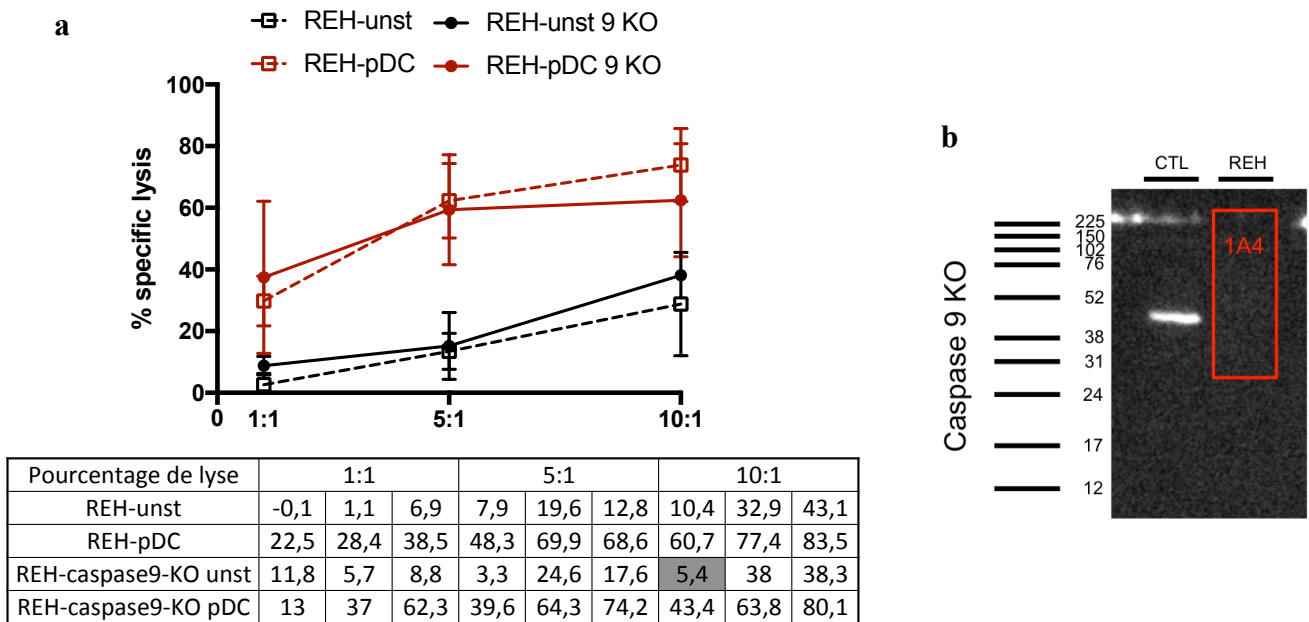 a
REH-unst REH-unst 9 KO
REH-pDC REH-pDC 9 KO
100
80
60
40
20
0
% specific lysis
0 1:1 5:1 10:1
Pourcentage de lyse 1:1 5:1 10:1
REH-unst -0,1 1,1 6,9 7,9 19,6 12,8 10,4 32,9 43,1
REH-pDC 22,5 28,4 38,5 48,3 69,9 68,6 60,7 77,4 83,5
REH-caspase9-KO unst 11,8 5,7 8,8 3,3 24,6 17,6 5,4 38 38,3
REH-caspase9-KO pDC 13 37 62,3 39,6 64,3 74,2 43,4 63,8 80,1
b
CTL REH
Caspase 9 KO
225
150
102
76
52
38
31
24
17
12
1A4